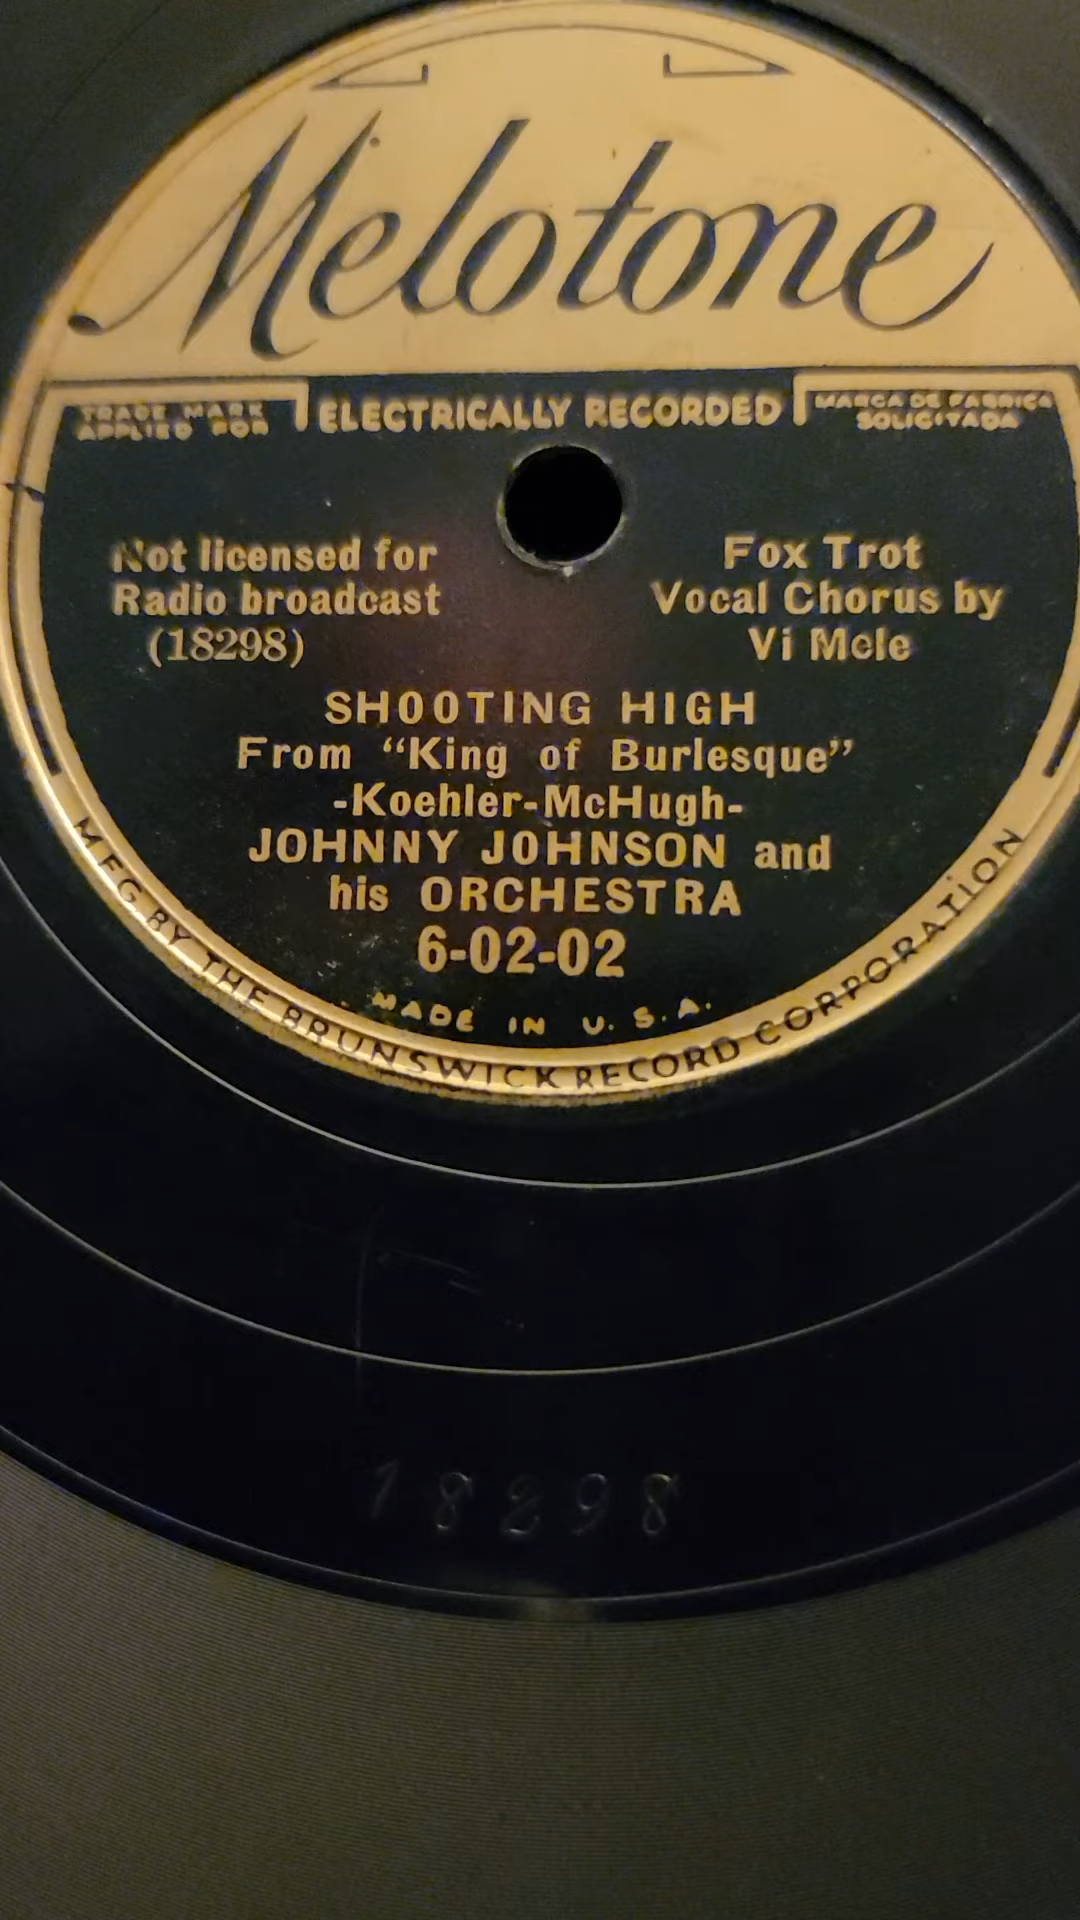 Melotone
TRADE MARK
APPLIED FOR
ELECTRICALLY RECORDED
MARCA DE FABRICA
SOLICITADA
Not licensed for
Radio broadcast
(18298)
Fox Trot
Vocal Chorus by
Vi Mele
SHOOTING HIGH
From “King of Burlesque”
-Koehler-McHugh-
JOHNNY JOHNSON and
his ORCHESTRA
6-02-02
MADE IN U.S.A.
MFG BY THE BRUNSWICK RECORD CORPORATION
18298